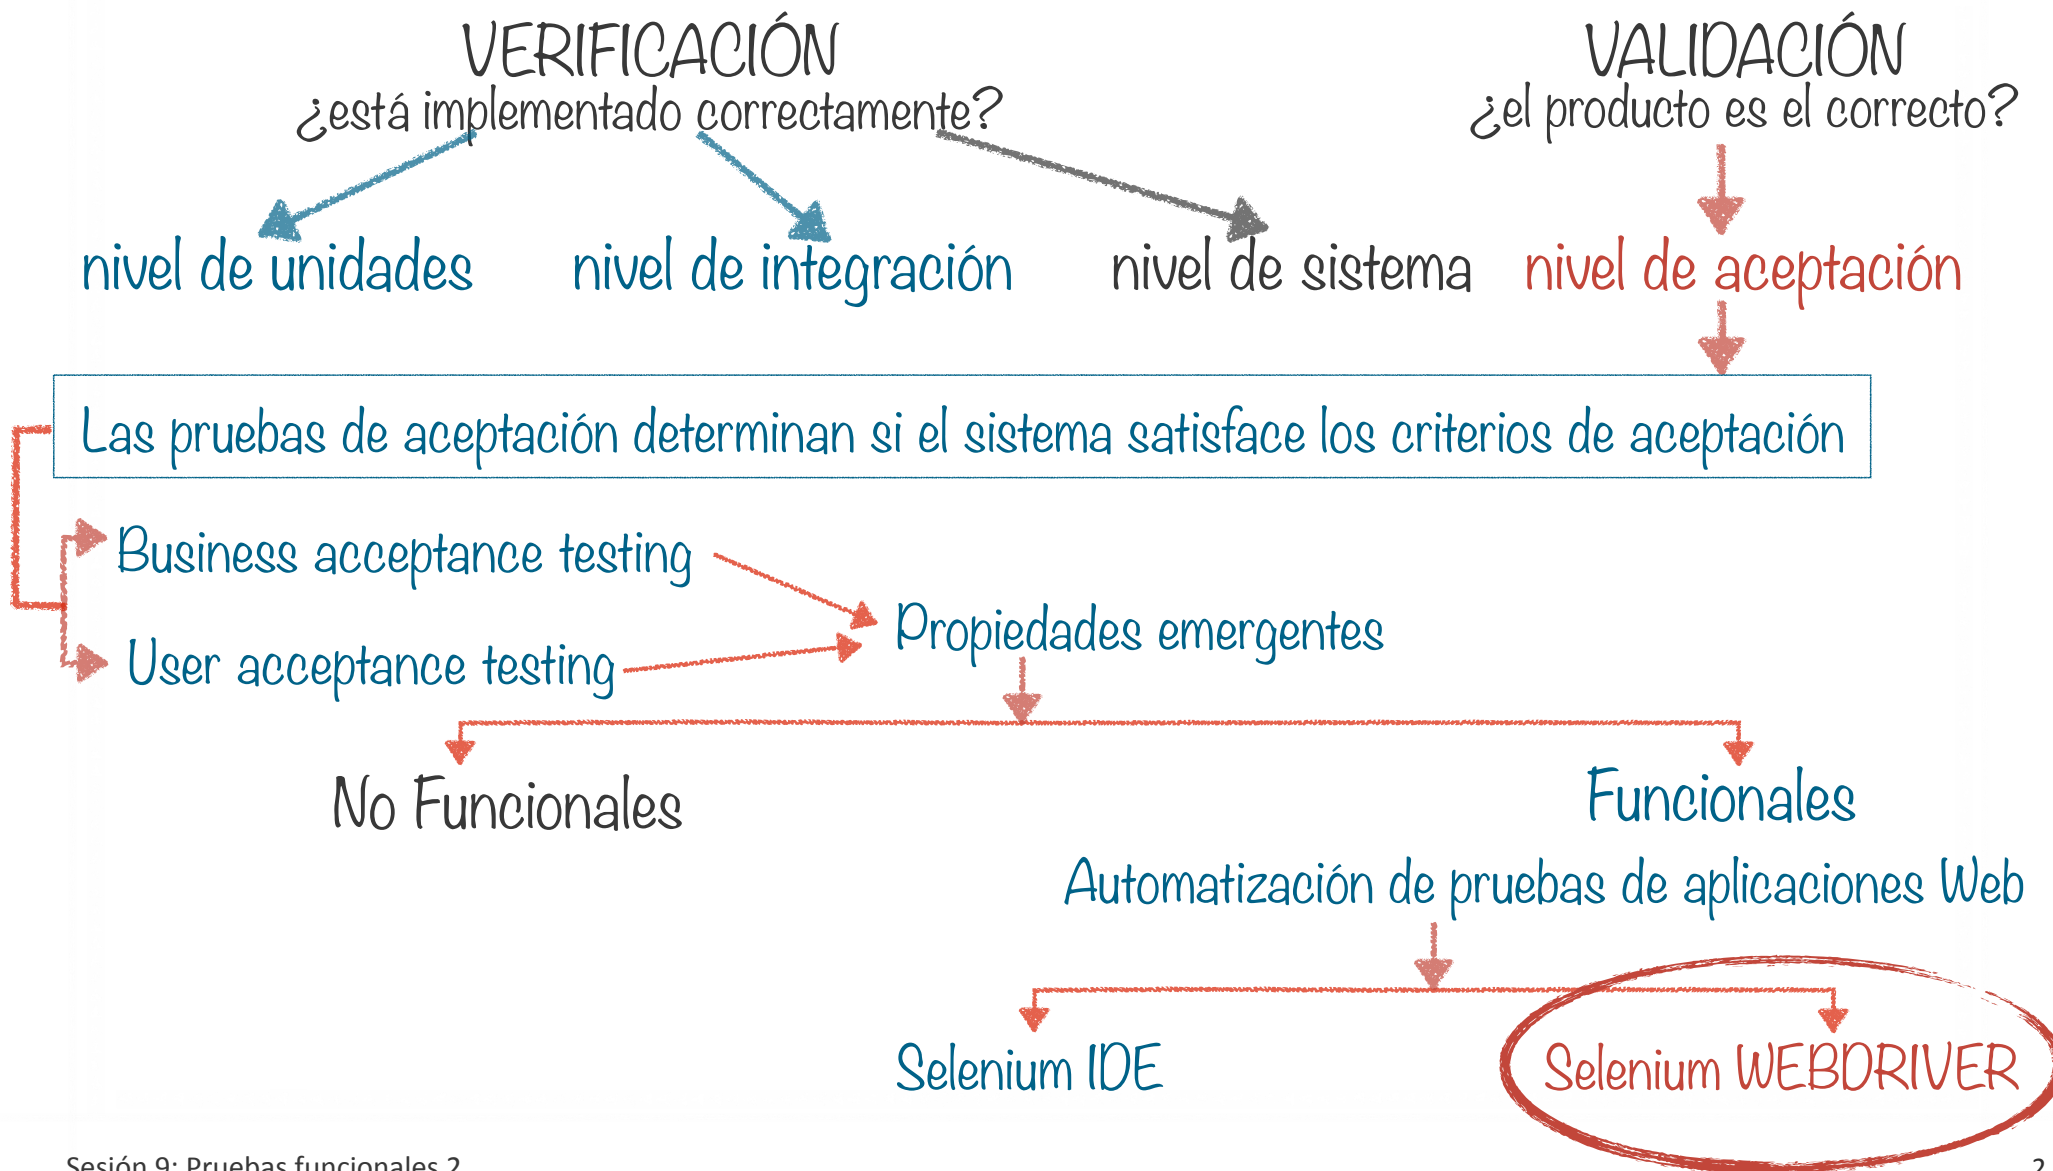 VERIFICACIÓN
VALIDACIÓN
¿está implementado correctamente?
¿el producto es el correcto?
nivel de unidades
nivel de integración
nivel de sistema
nivel de aceptación
Las pruebas de aceptación determinan si el sistema satisface los criterios de aceptación
Business acceptance testing
User acceptance testing
Propiedades emergentes
No Funcionales
Funcionales
Automatización de pruebas de aplicaciones Web
Selenium IDE
Selenium WEBDRIVER
Sesión 9: Pruebas funcionales 2
2